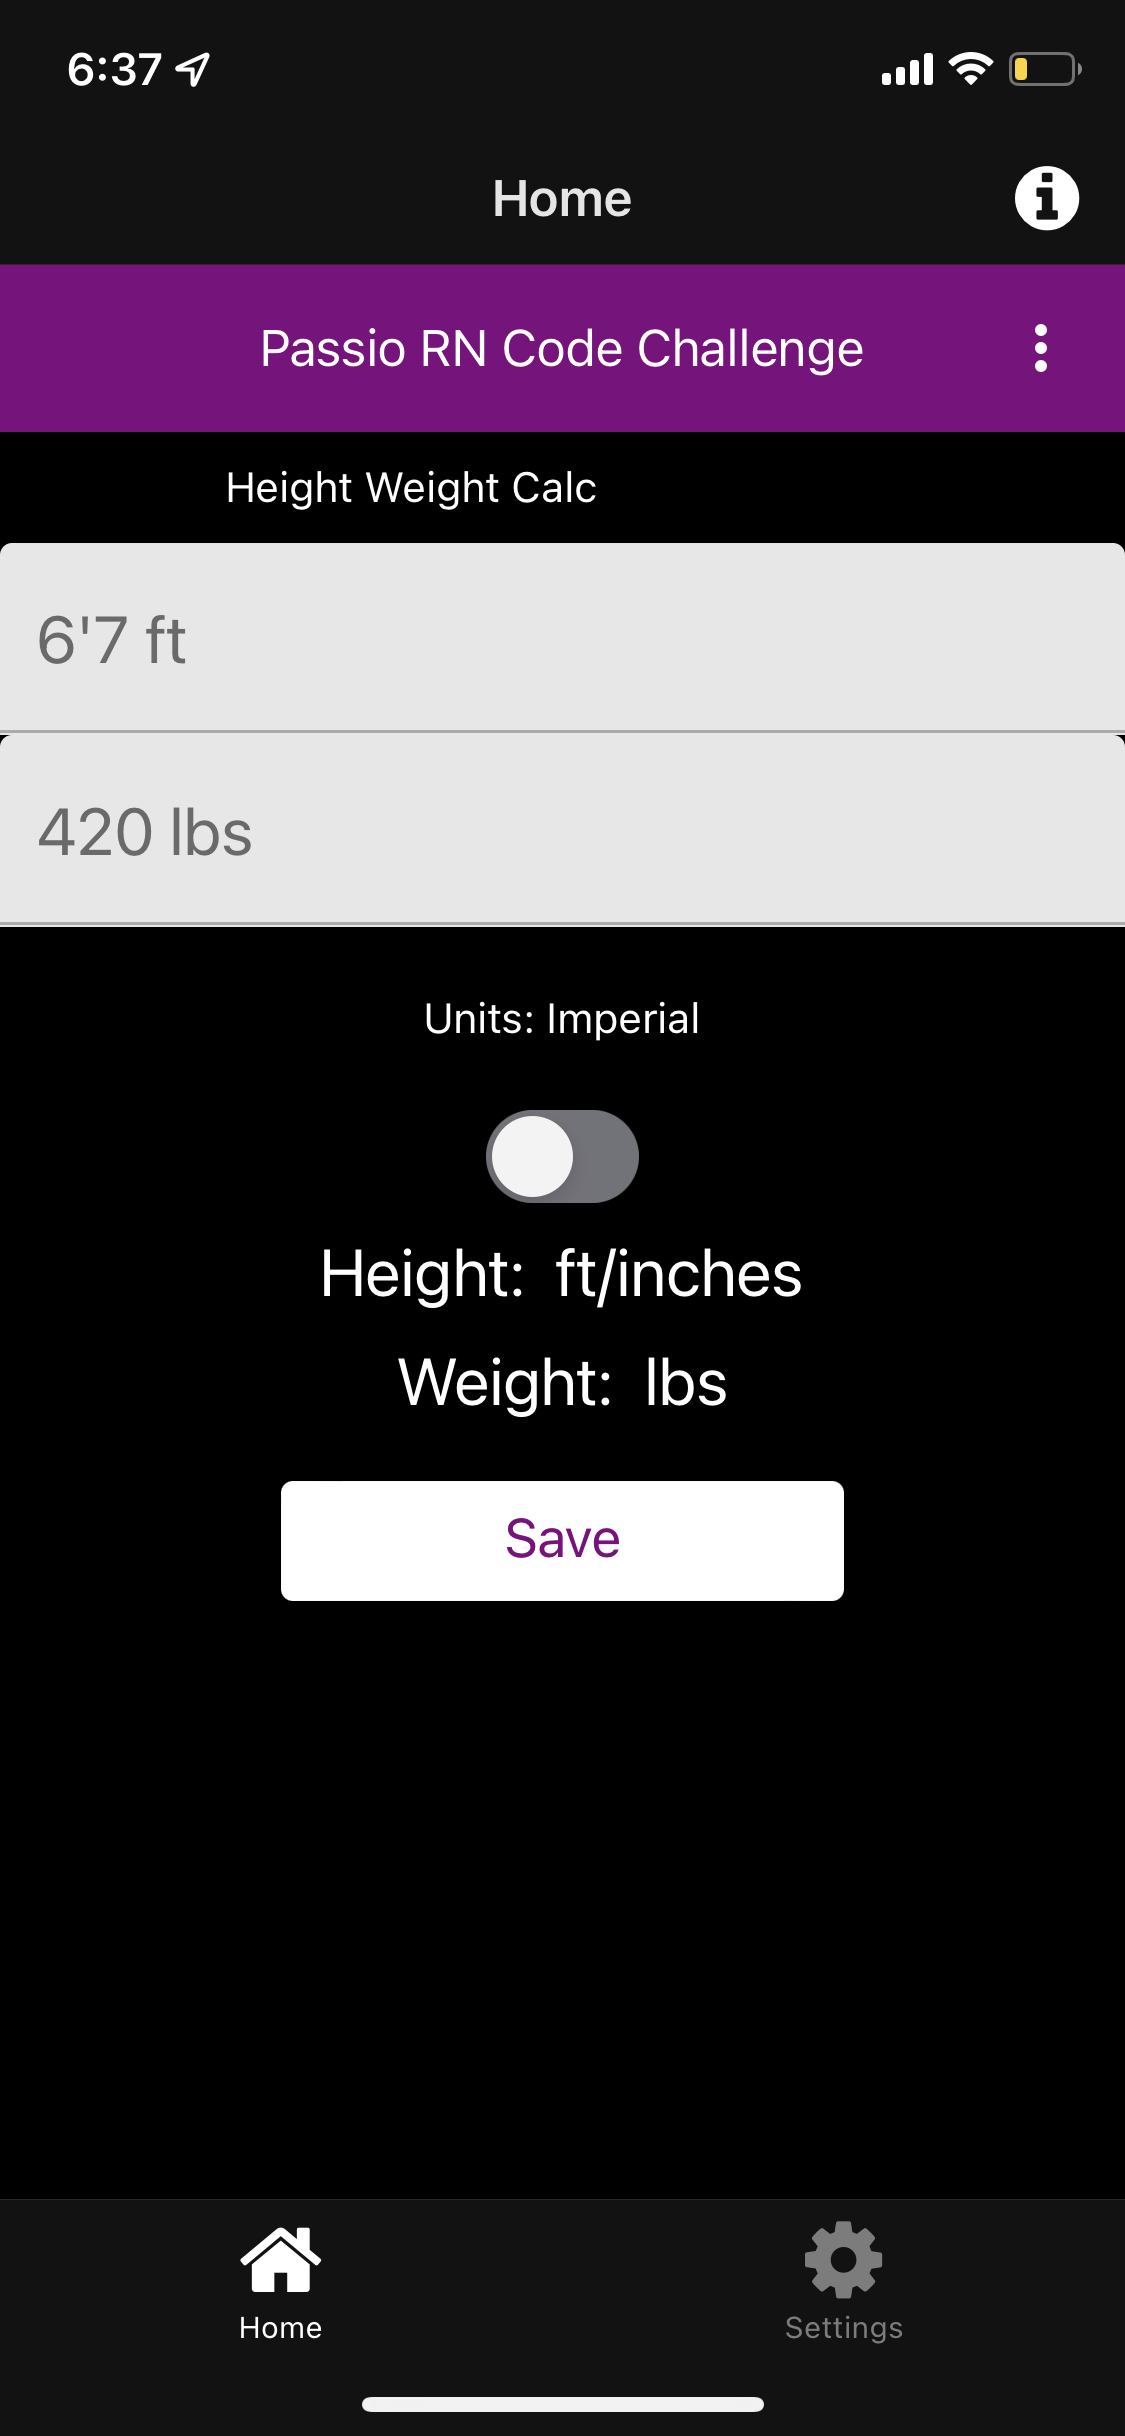 6:37
Home
Passio RN Code Challenge
Height Weight Calc
6'7 ft
420 lbs
Units: Imperial
Height:  ft/inches
Weight:  lbs
Save
Home
Settings